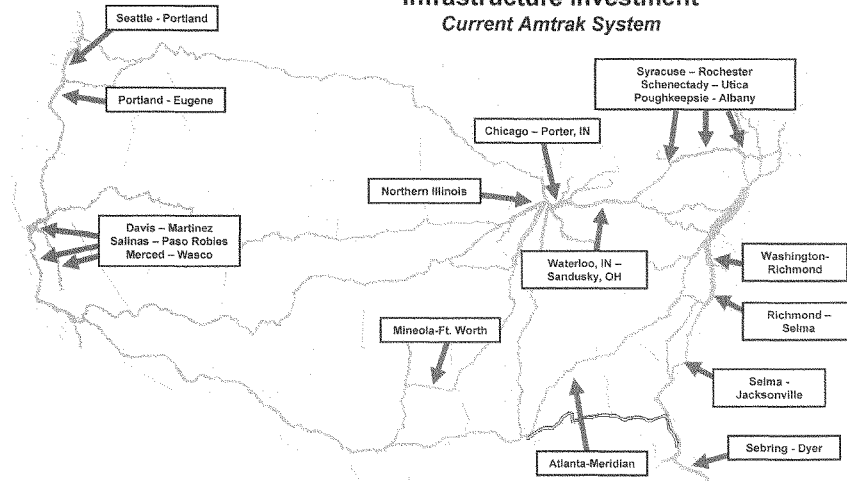 Infrastructure Investment
Current Amtrak System
Seattle - Portland
Portland - Eugene
Syracuse – Rochester
Schenectady – Utica
Poughkeepsie - Albany
Chicago – Porter, IN
Northern Illinois
Davis – Martinez
Salinas – Paso Robles
Merced – Wasco
Waterloo, IN –
Sandusky, OH
Washington-
Richmond
Richmond –
Selma
Mineola-Ft. Worth
Selma -
Jacksonville
Atlanta-Meridian
Sebring - Dyer